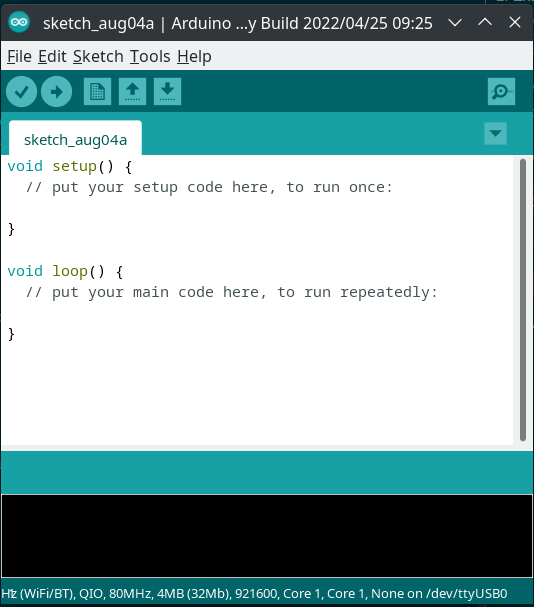 sketch_aug04a | Arduino ...y Build 2022/04/25 09:25
File Edit Sketch Tools Help
sketch_aug04a
void setup() {
  // put your setup code here, to run once:
}
void loop() {
  // put your main code here, to run repeatedly:
}
(WiFi/BT), QIO, 80MHz, 4MB (32Mb), 921600, Core 1, Core 1, None on /dev/ttyUSB0